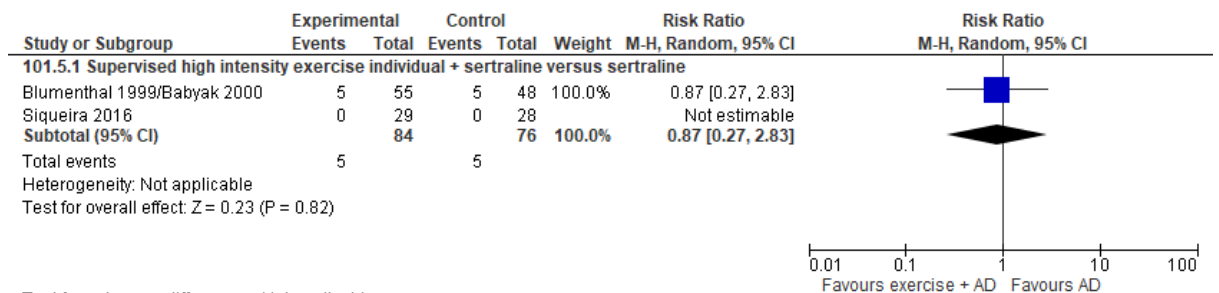 Experimental Control Risk Ratio Risk Ratio
Study or Subgroup Events Total Events Total Weight M-H, Random, 95% CI M-H, Random, 95% CI
101.5.1 Supervised high intensity exercise individual + sertraline versus sertraline
Blumenthal 1999/Babyak 2000 5 55 5 48 100.0% 0.87 [0.27, 2.83]
Siqueira 2016 0 29 0 28 Not estimable
Subtotal (95% CI) 84 76 100.0% 0.87 [0.27, 2.83]
Total events 5 5
Heterogeneity: Not applicable
Test for overall effect: Z = 0.23 (P = 0.82)
0.01 0.1 1 10 100
Favours exercise + AD Favours AD